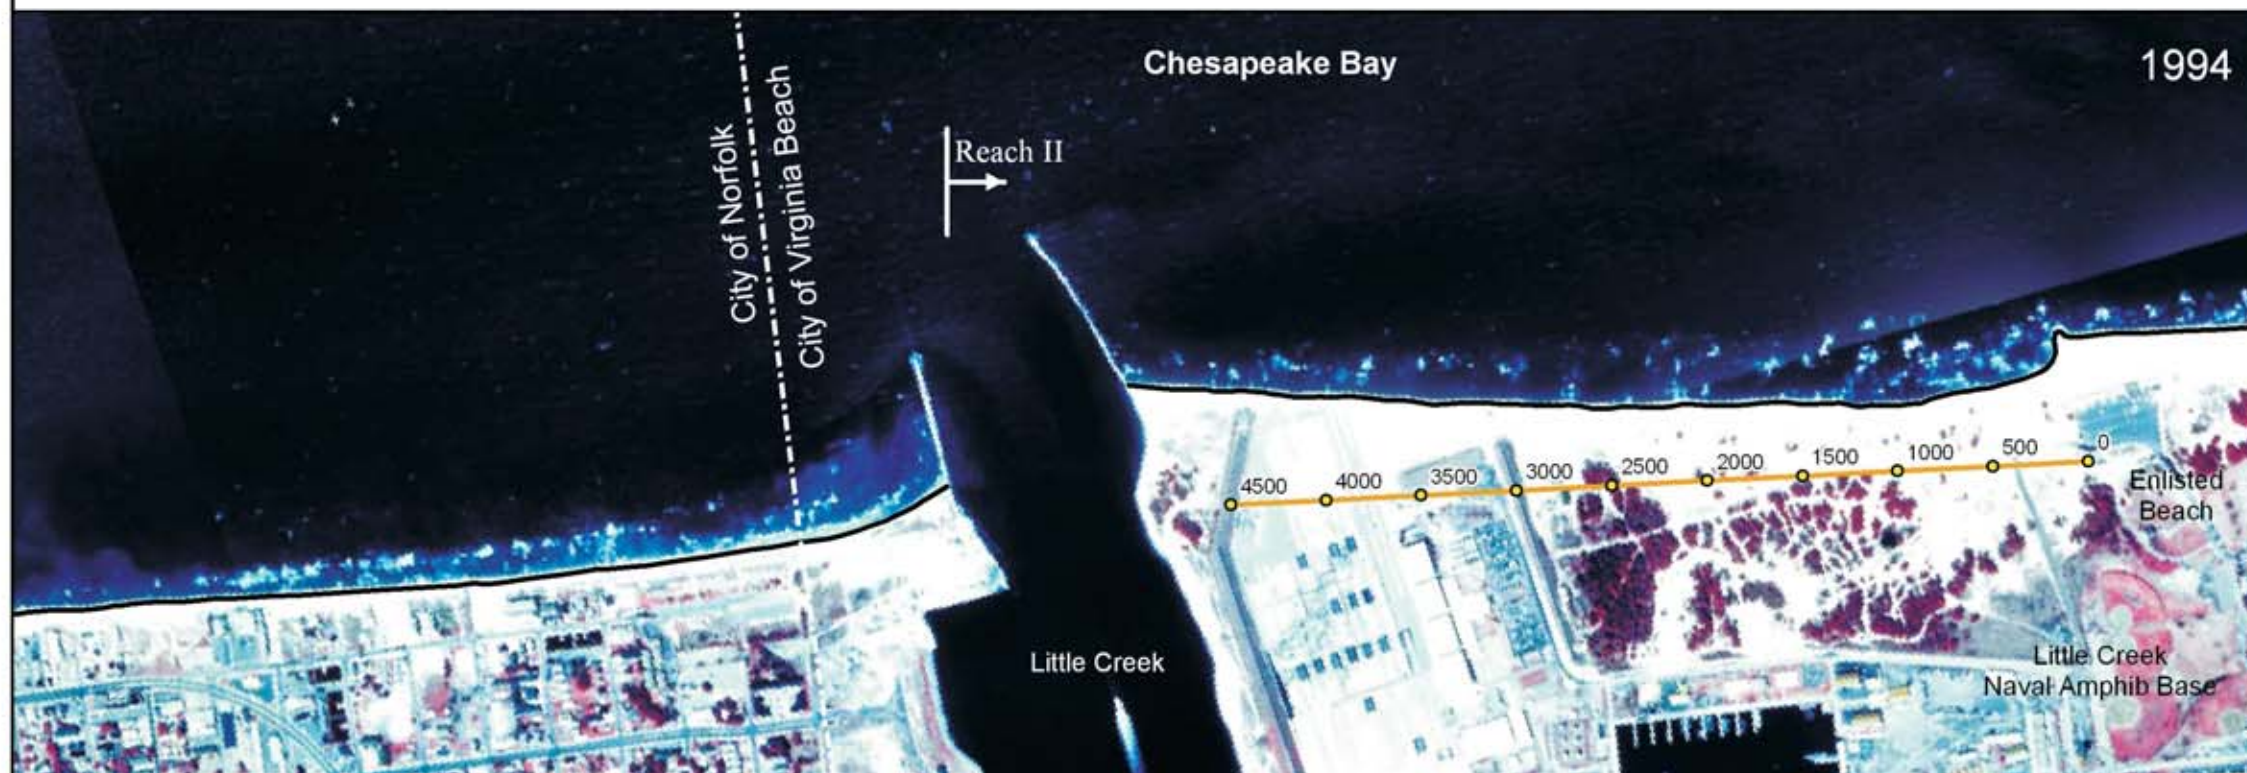 Chesapeake Bay
1994
City of Norfolk
City of Virginia Beach
Reach II
4500
4000
3500
3000
2500
2000
1500
1000
500
0
Enlisted
Beach
Little Creek
Little Creek
Naval Amphib Base